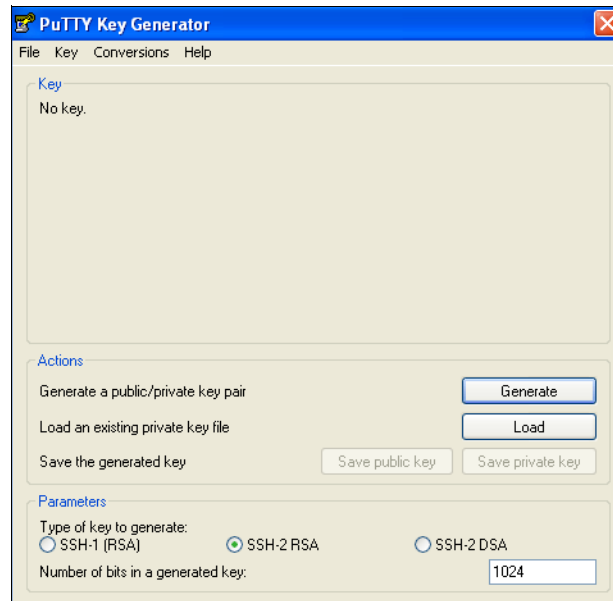 PuTTY Key Generator
File Key Conversions Help
Key
No key.
Actions
Generate a public/private key pair Generate
Load an existing private key file Load
Save the generated key Save public key Save private key
Parameters
Type of key to generate:
SSH-1 (RSA) SSH-2 RSA SSH-2 DSA
Number of bits in a generated key: 1024